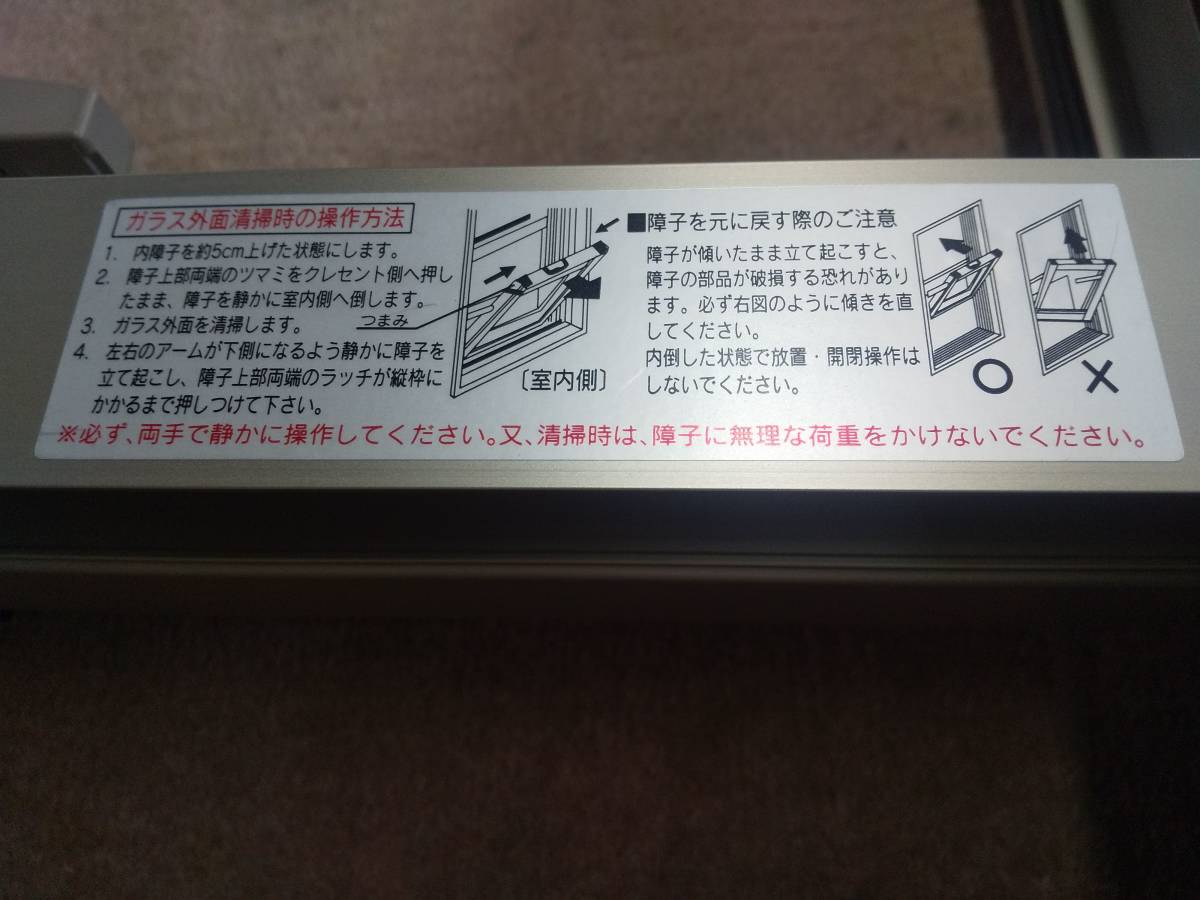 ガラス外面清掃時の操作方法
1. 内障子を約5cm上げた状態にします。
2. 障子上部両端のツマミをクレセント側へ押し
たまま、障子を静かに室内側へ倒します。
3. ガラス外面を清掃します。
4. 左右のアームが下側になるよう静かに障子を
立て起こし、障子上部両端のラッチが縦枠に
かかるまで押しつけて下さい。
つまみ
〔室内側〕
■障子を元に戻す際のご注意
障子が傾いたまま立て起こすと、
障子の部品が破損する恐れがあり
ます。必ず右図のように傾きを直
してください。
内倒した状態で放置・開閉操作は
しないでください。
○ ×
※必ず、両手で静かに操作してください。又、清掃時は、障子に無理な荷重をかけないでください。